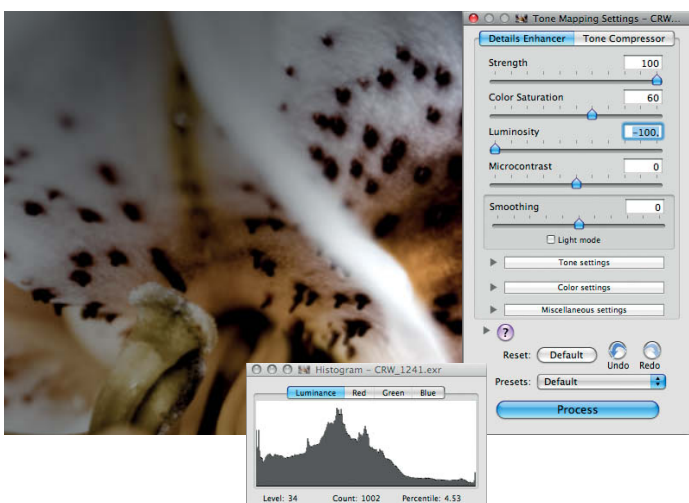 Tone Mapping Settings – CRW...
Details Enhancer Tone Compressor
Strength 100
Color Saturation 60
Luminosity -100.
Microcontrast 0
Smoothing 0
Light mode
Tone settings
Color settings
Miscellaneous settings
?
Reset: Default Undo Redo
Presets: Default
Process
Histogram – CRW_1241.exr
Luminance Red Green Blue
Level: 34 Count: 1002 Percentile: 4.53